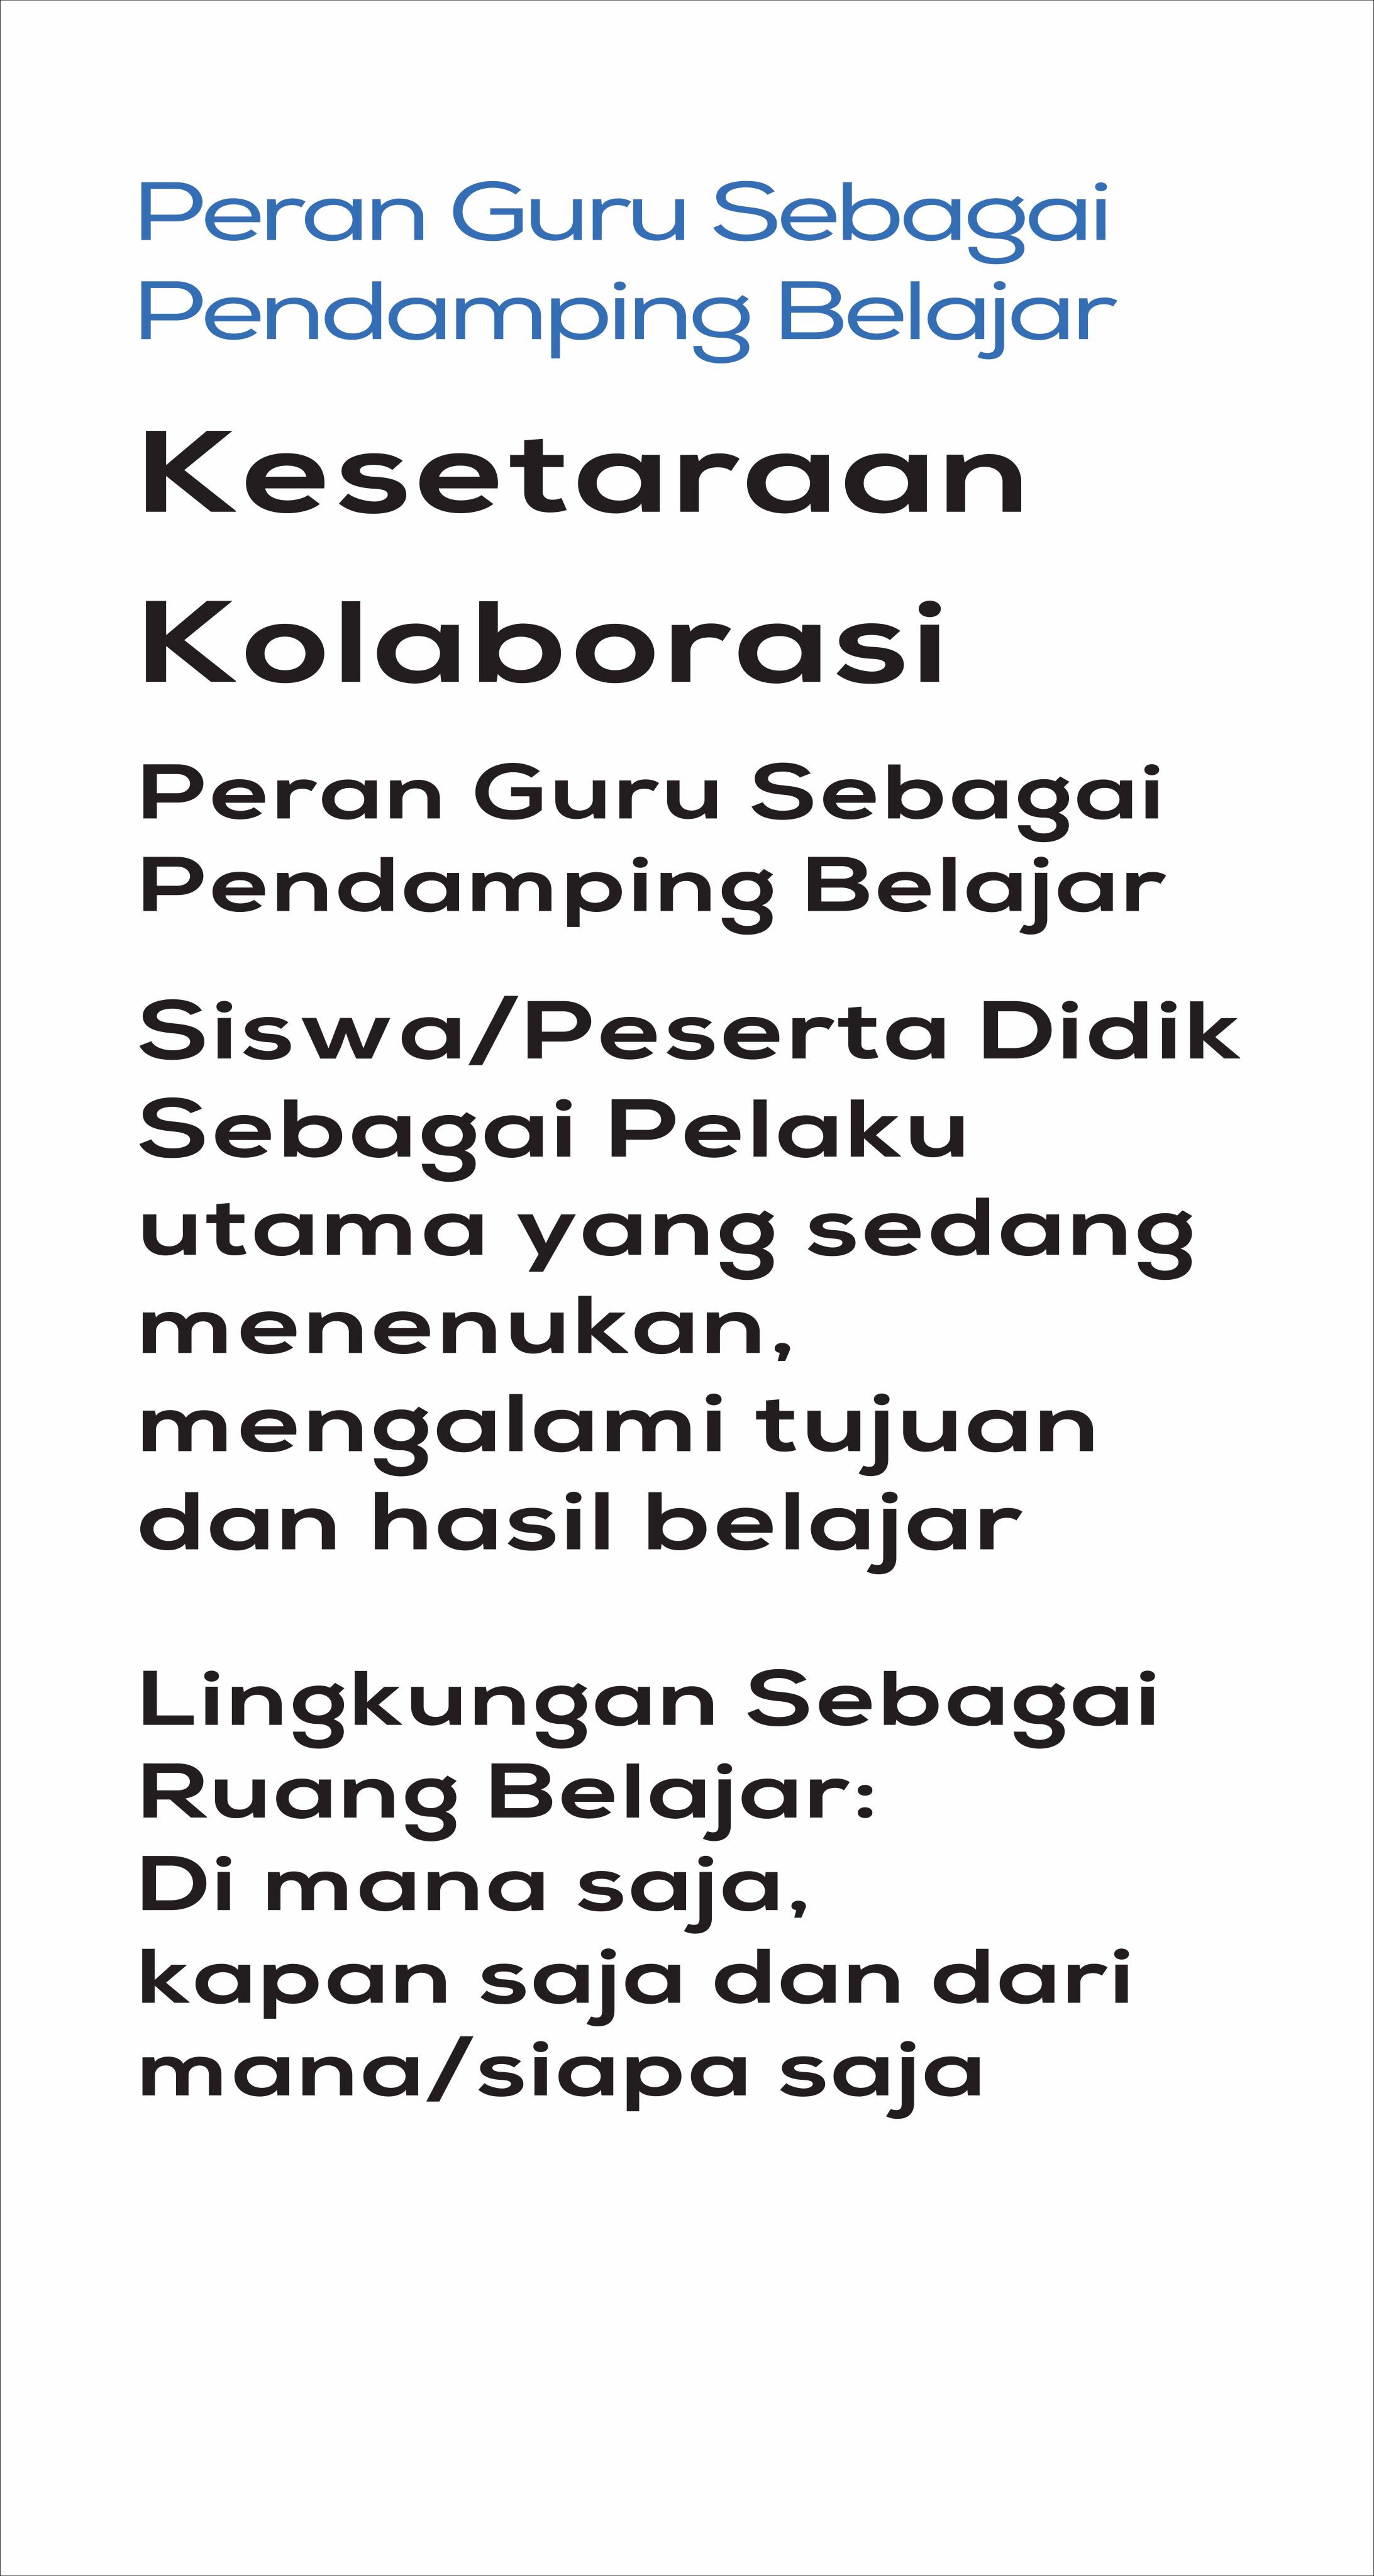 Peran Guru Sebagai
Pendamping Belajar
Kesetaraan
Kolaborasi
Peran Guru Sebagai
Pendamping Belajar
Siswa/Peserta Didik
Sebagai Pelaku
utama yang sedang
menenukan,
mengalami tujuan
dan hasil belajar
Lingkungan Sebagai
Ruang Belajar:
Di mana saja,
kapan saja dan dari
mana/siapa saja